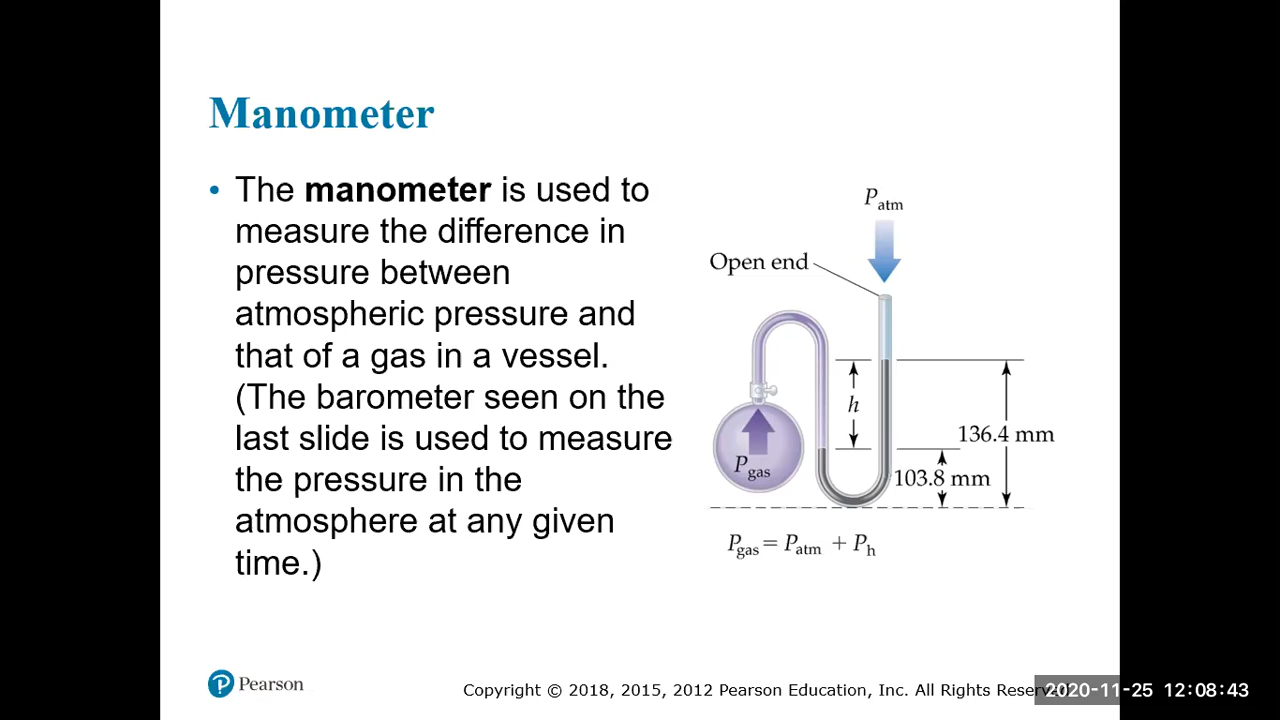 Manometer
• The manometer is used to
measure the difference in
pressure between
atmospheric pressure and
that of a gas in a vessel.
(The barometer seen on the
last slide is used to measure
the pressure in the
atmosphere at any given
time.)
Patm
Open end
h
136.4 mm
103.8 mm
Pgas
Pgas = Patm + Ph
P Pearson
Copyright © 2018, 2015, 2012 Pearson Education, Inc. All Rights Reserved
2020-11-25 12:08:43